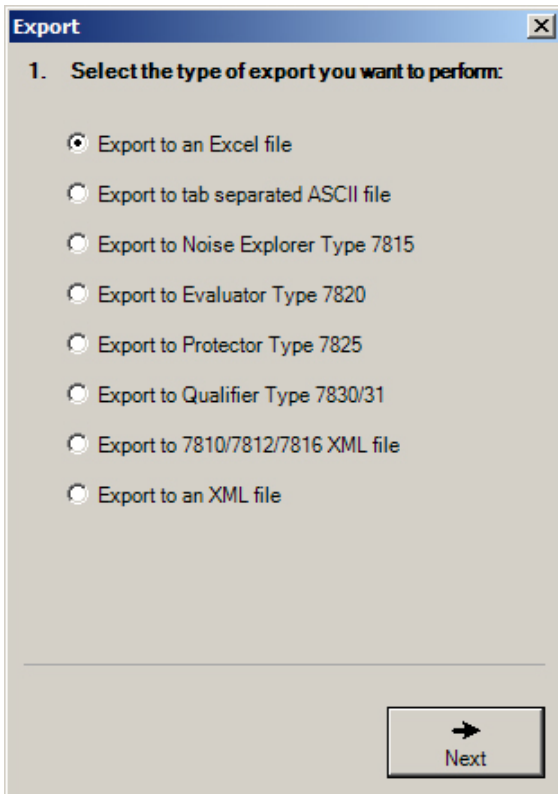 Export
1. Select the type of export you want to perform:
Export to an Excel file
Export to tab separated ASCII file
Export to Noise Explorer Type 7815
Export to Evaluator Type 7820
Export to Protector Type 7825
Export to Qualifier Type 7830/31
Export to 7810/7812/7816 XML file
Export to an XML file
Next